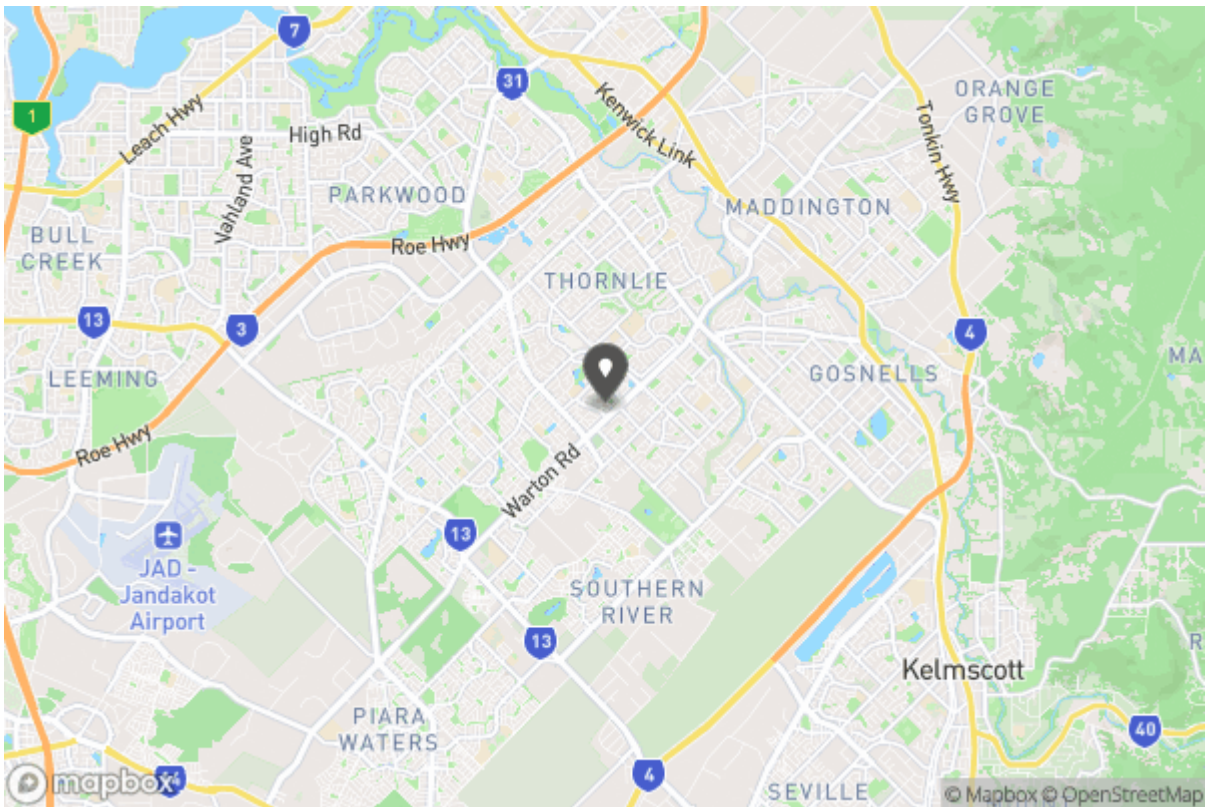 7
31
1
Leach Hwy
High Rd
Kenwick Link
ORANGE
GROVE
Tonkin Hwy
Vahland Ave
PARKWOOD
MADDINGTON
BULL
CREEK
Roe Hwy
THORNLIE
13
3
4
MA
LEEMING
GOSNELLS
Roe Hwy
Warton Rd
13
JAD -
Jandakot
Airport
SOUTHERN
RIVER
13
R
Kelmscott
PIARA
WATERS
40
4
4
SEVILLE
mapbox
© Mapbox © OpenStreetMap